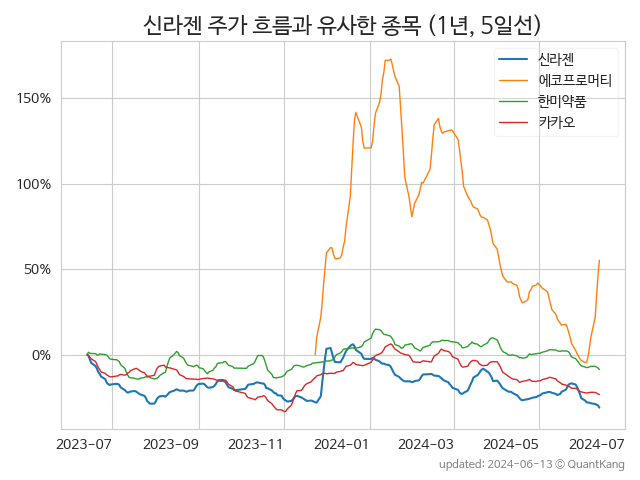 신라젠 주가 흐름과 유사한 종목 (1년, 5일선)
신라젠
에코프로머티
한미약품
카카오
150%
100%
50%
0%
2023-07 2023-09 2023-11 2024-01 2024-03 2024-05 2024-07
updated: 2024-06-13 © QuantKang